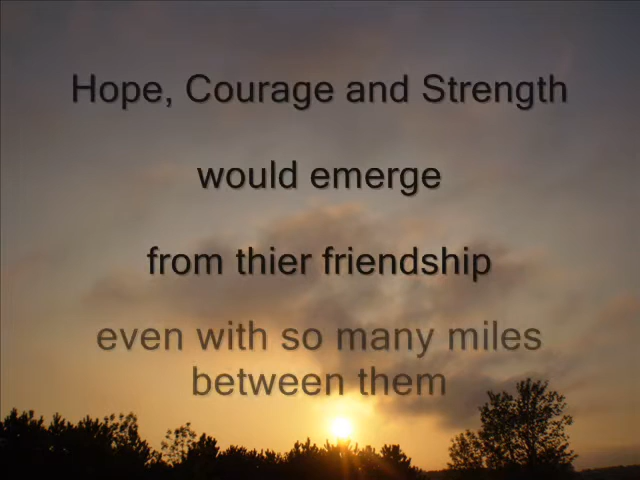 Hope, Courage and Strength
would emerge
from thier friendship
even with so many miles
between them